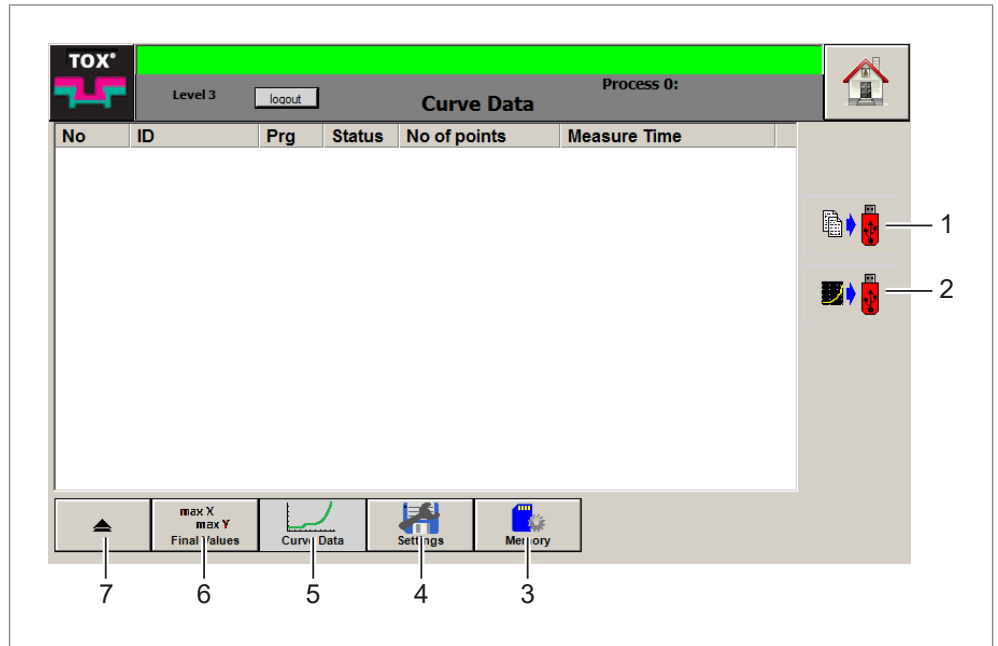 TOX®
Level 3
logout
Process 0:
Curve Data
No ID Prg Status No of points Measure Time
1
2
max X
max Y
Final Values
Curve Data
Settings
Memory
7 6 5 4 3